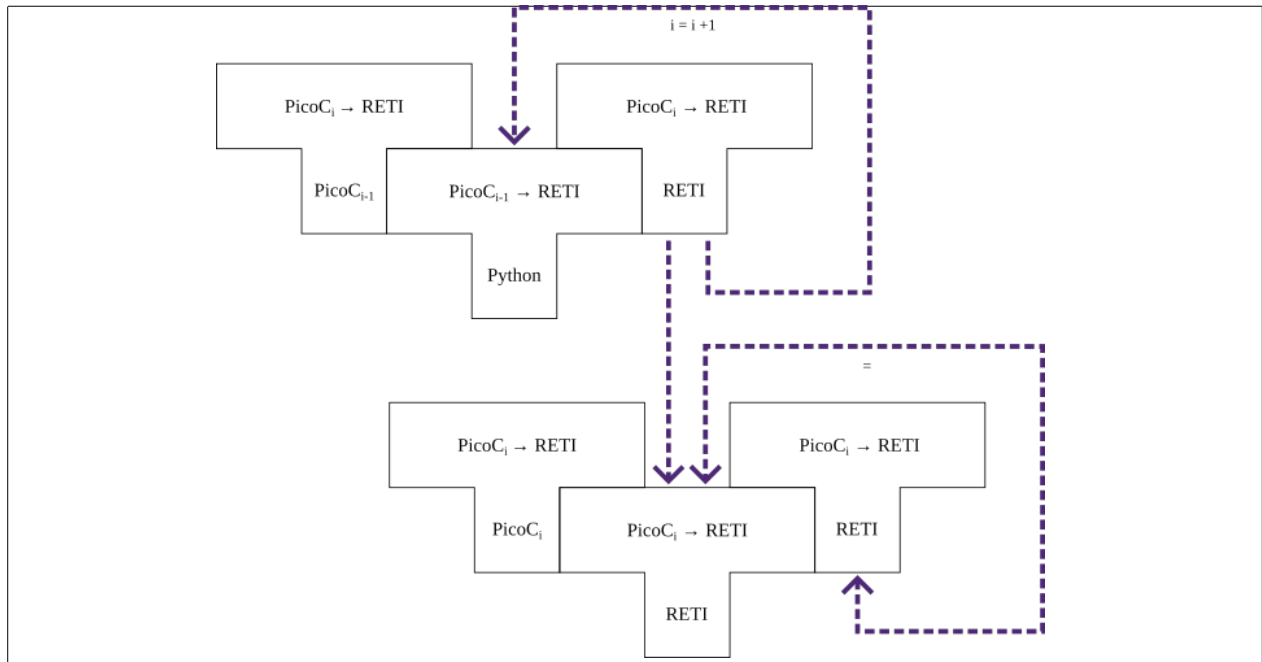 i = i +1
PicoCᵢ → RETI
PicoCᵢ → RETI
PicoCᵢ₋₁
PicoCᵢ₋₁ → RETI
RETI
Python
=
PicoCᵢ → RETI
PicoCᵢ → RETI
PicoCᵢ
PicoCᵢ → RETI
RETI
RETI